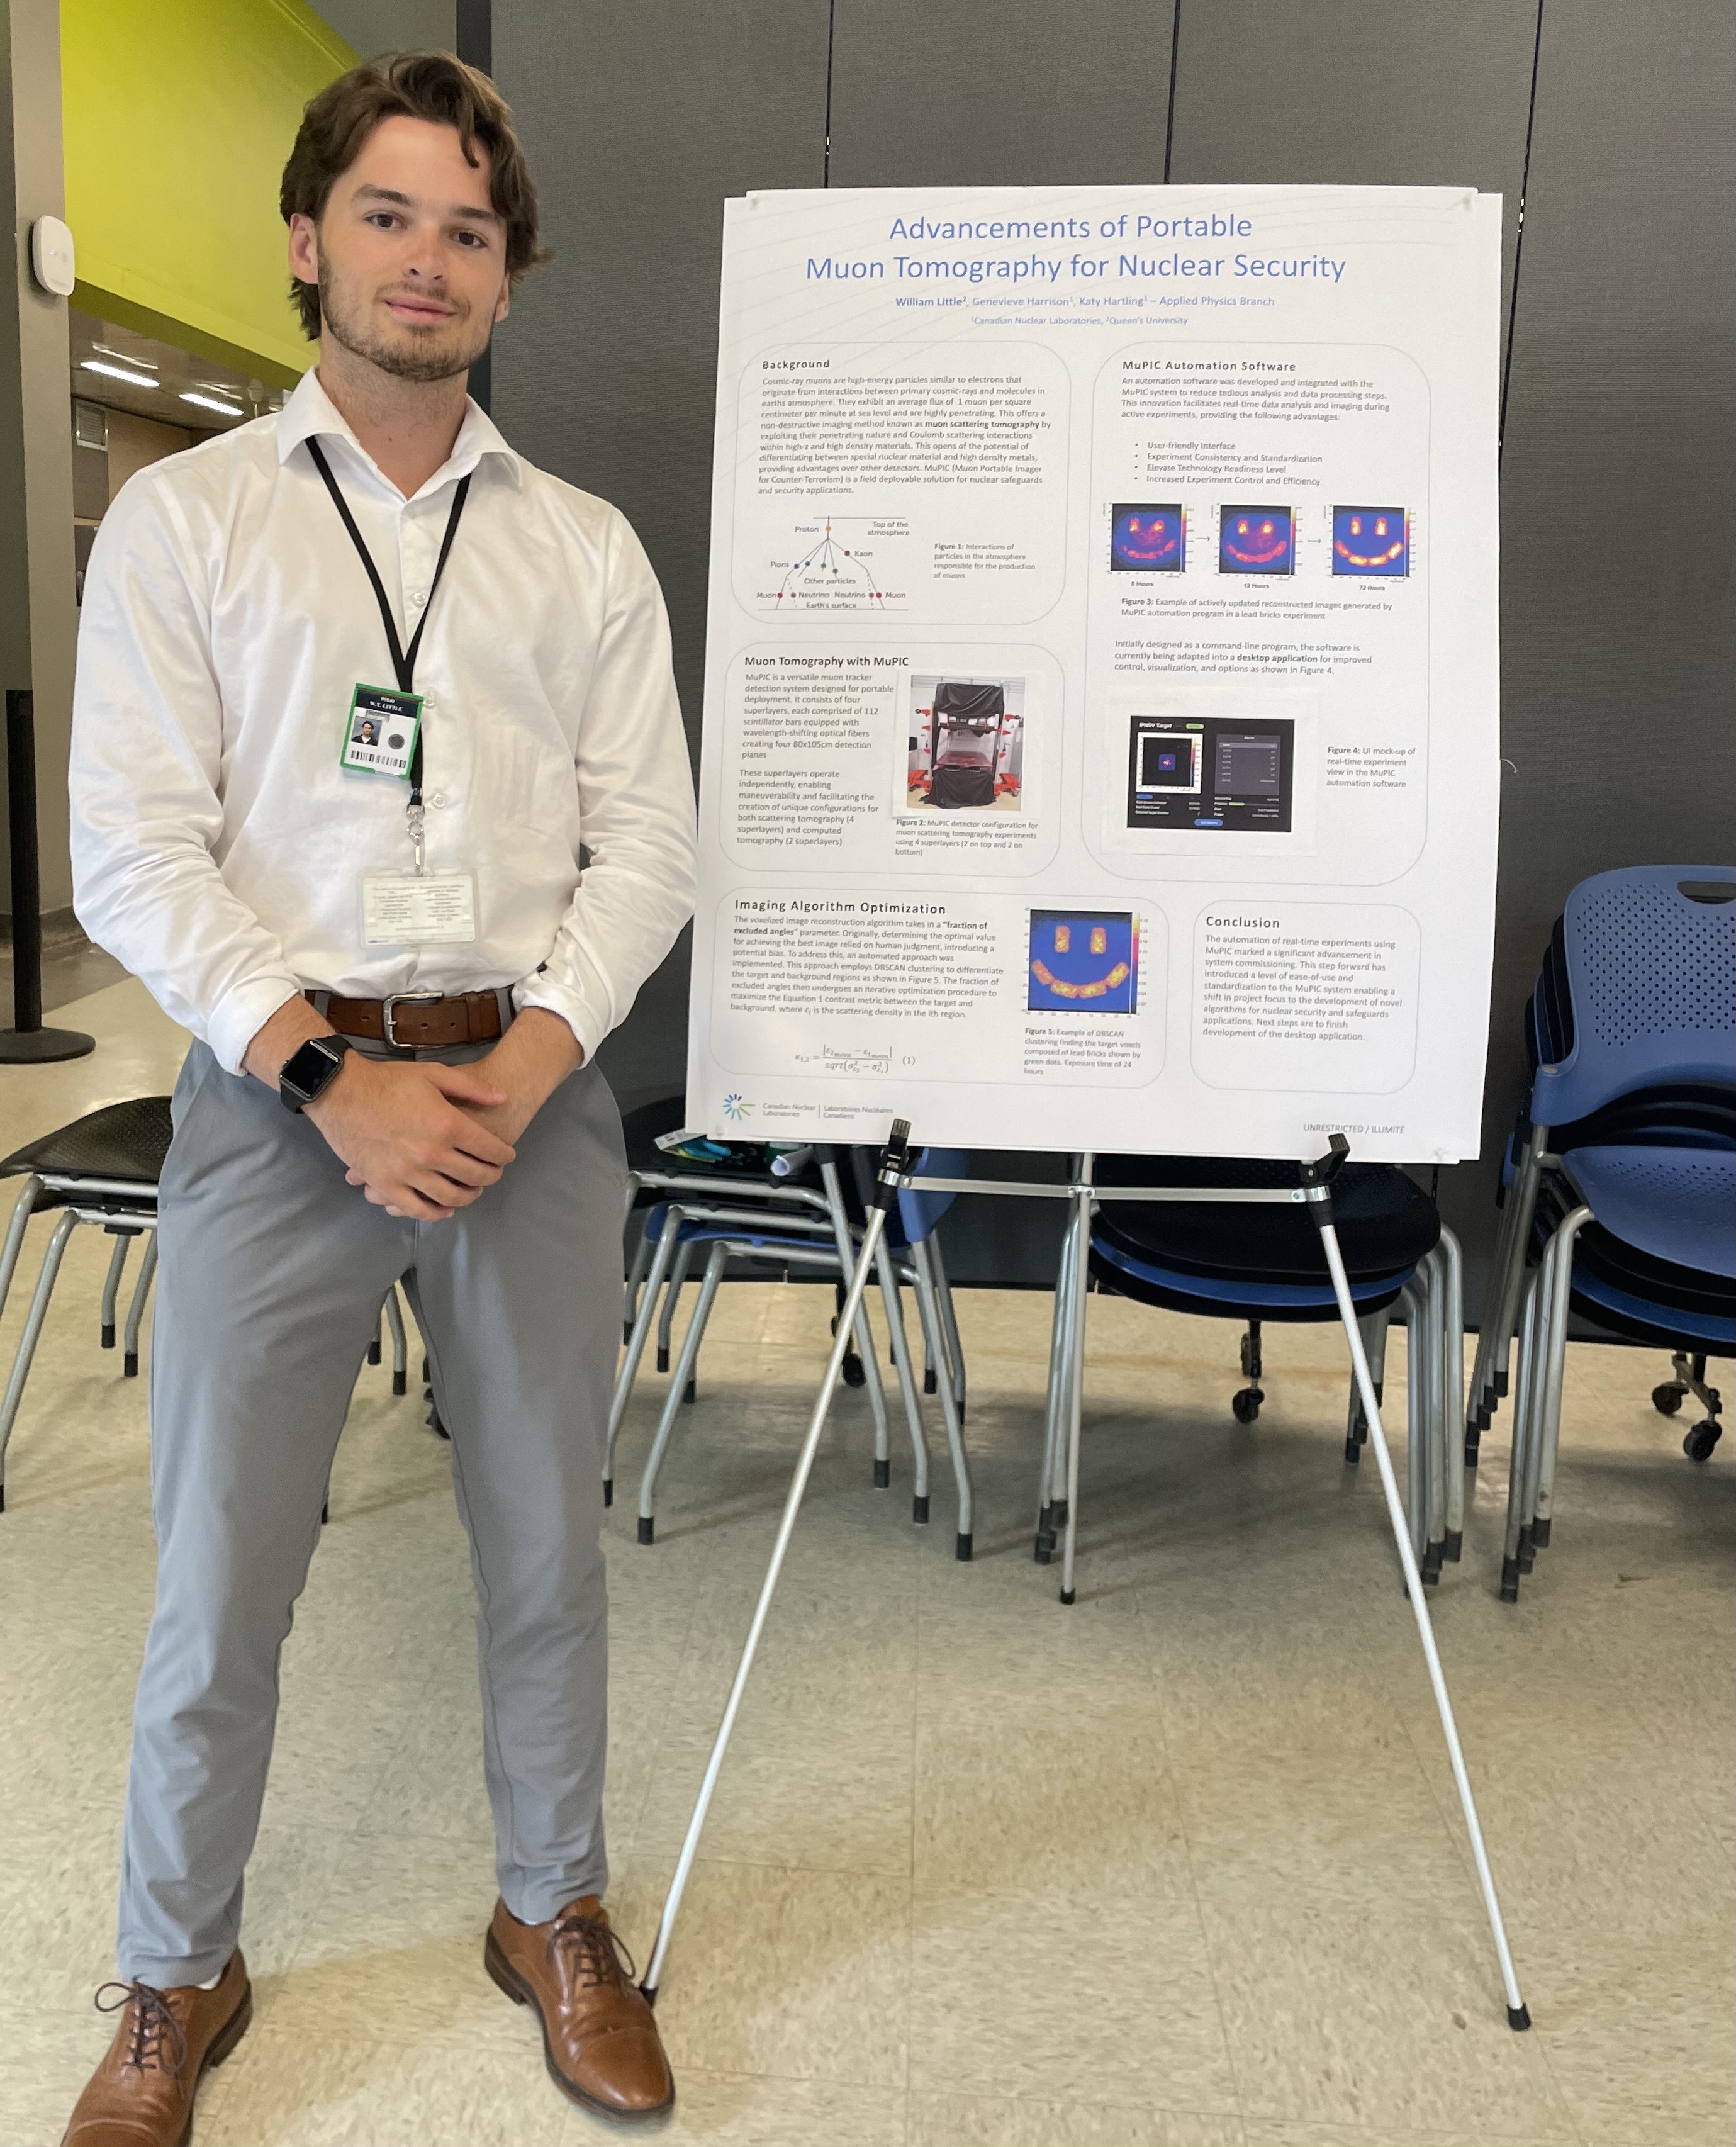 W.T. LITTLE
Advancements of Portable
Muon Tomography for Nuclear Security
William Little², Genevieve Harrison¹, Katy Hartling¹ – Applied Physics Branch
¹Canadian Nuclear Laboratories, ²Queen's University
Background
Cosmic-ray muons are high-energy particles similar to electrons that
originate from interactions between primary cosmic-rays and molecules in
earths atmosphere. They exhibit an average flux of 1 muon per square
centimeter per minute at sea level and are highly penetrating. This offers a
non-destructive imaging method known as muon scattering tomography by
exploiting their penetrating nature and Coulomb scattering interactions
within high-z and high density materials. This opens of the potential of
differentiating between special nuclear material and high density metals,
providing advantages over other detectors. MuPIC (Muon Portable Imager
for Counter-Terrorism) is a field deployable solution for nuclear safeguards
and security applications.
Proton
Top of the
atmosphere
Kaon
Pions
Other particles
Muon Neutrino Neutrino Muon
Earth's surface
Figure 1: Interactions of
particles in the atmosphere
responsible for the production
of muons
Muon Tomography with MuPIC
MuPIC is a versatile muon tracker
detection system designed for portable
deployment. It consists of four
superlayers, each comprised of 112
scintillator bars equipped with
wavelength-shifting optical fibers
creating four 80x105cm detection
planes
These superlayers operate
independently, enabling
maneuverability and facilitating the
creation of unique configurations for
both scattering tomography (4
superlayers) and computed
tomography (2 superlayers)
Figure 2: MuPIC detector configuration for
muon scattering tomography experiments
using 4 superlayers (2 on top and 2 on
bottom)
Imaging Algorithm Optimization
The voxelized image reconstruction algorithm takes in a "fraction of
excluded angles" parameter. Originally, determining the optimal value
for achieving the best image relied on human judgment, introducing a
potential bias. To address this, an automated approach was
implemented. This approach employs DBSCAN clustering to differentiate
the target and background regions as shown in Figure 5. The fraction of
excluded angles then undergoes an iterative optimization procedure to
maximize the Equation 1 contrast metric between the target and
background, where εᵢ is the scattering density in the ith region.
(1)
Figure 5: Example of DBSCAN
clustering finding the target voxels
composed of lead bricks shown by
green dots. Exposure time of 24
hours
MuPIC Automation Software
An automation software was developed and integrated with the
MuPIC system to reduce tedious analysis and data processing steps.
This innovation facilitates real-time data analysis and imaging during
active experiments, providing the following advantages:
• User-friendly Interface
• Experiment Consistency and Standardization
• Elevate Technology Readiness Level
• Increased Experiment Control and Efficiency
12 Hours
72 Hours
Figure 3: Example of actively updated reconstructed images generated by
MuPIC automation program in a lead bricks experiment
Initially designed as a command-line program, the software is
currently being adapted into a desktop application for improved
control, visualization, and options as shown in Figure 4.
Target
Figure 4: UI mock-up of
real-time experiment
view in the MuPIC
automation software
Conclusion
The automation of real-time experiments using
MuPIC marked a significant advancement in
system commissioning. This step forward has
introduced a level of ease-of-use and
standardization to the MuPIC system enabling a
shift in project focus to the development of novel
algorithms for nuclear security and safeguards
applications. Next steps are to finish
development of the desktop application.
Canadian Nuclear Laboratories
Laboratoires Nucléaires Canadiens
UNRESTRICTED / ILLIMITÉ